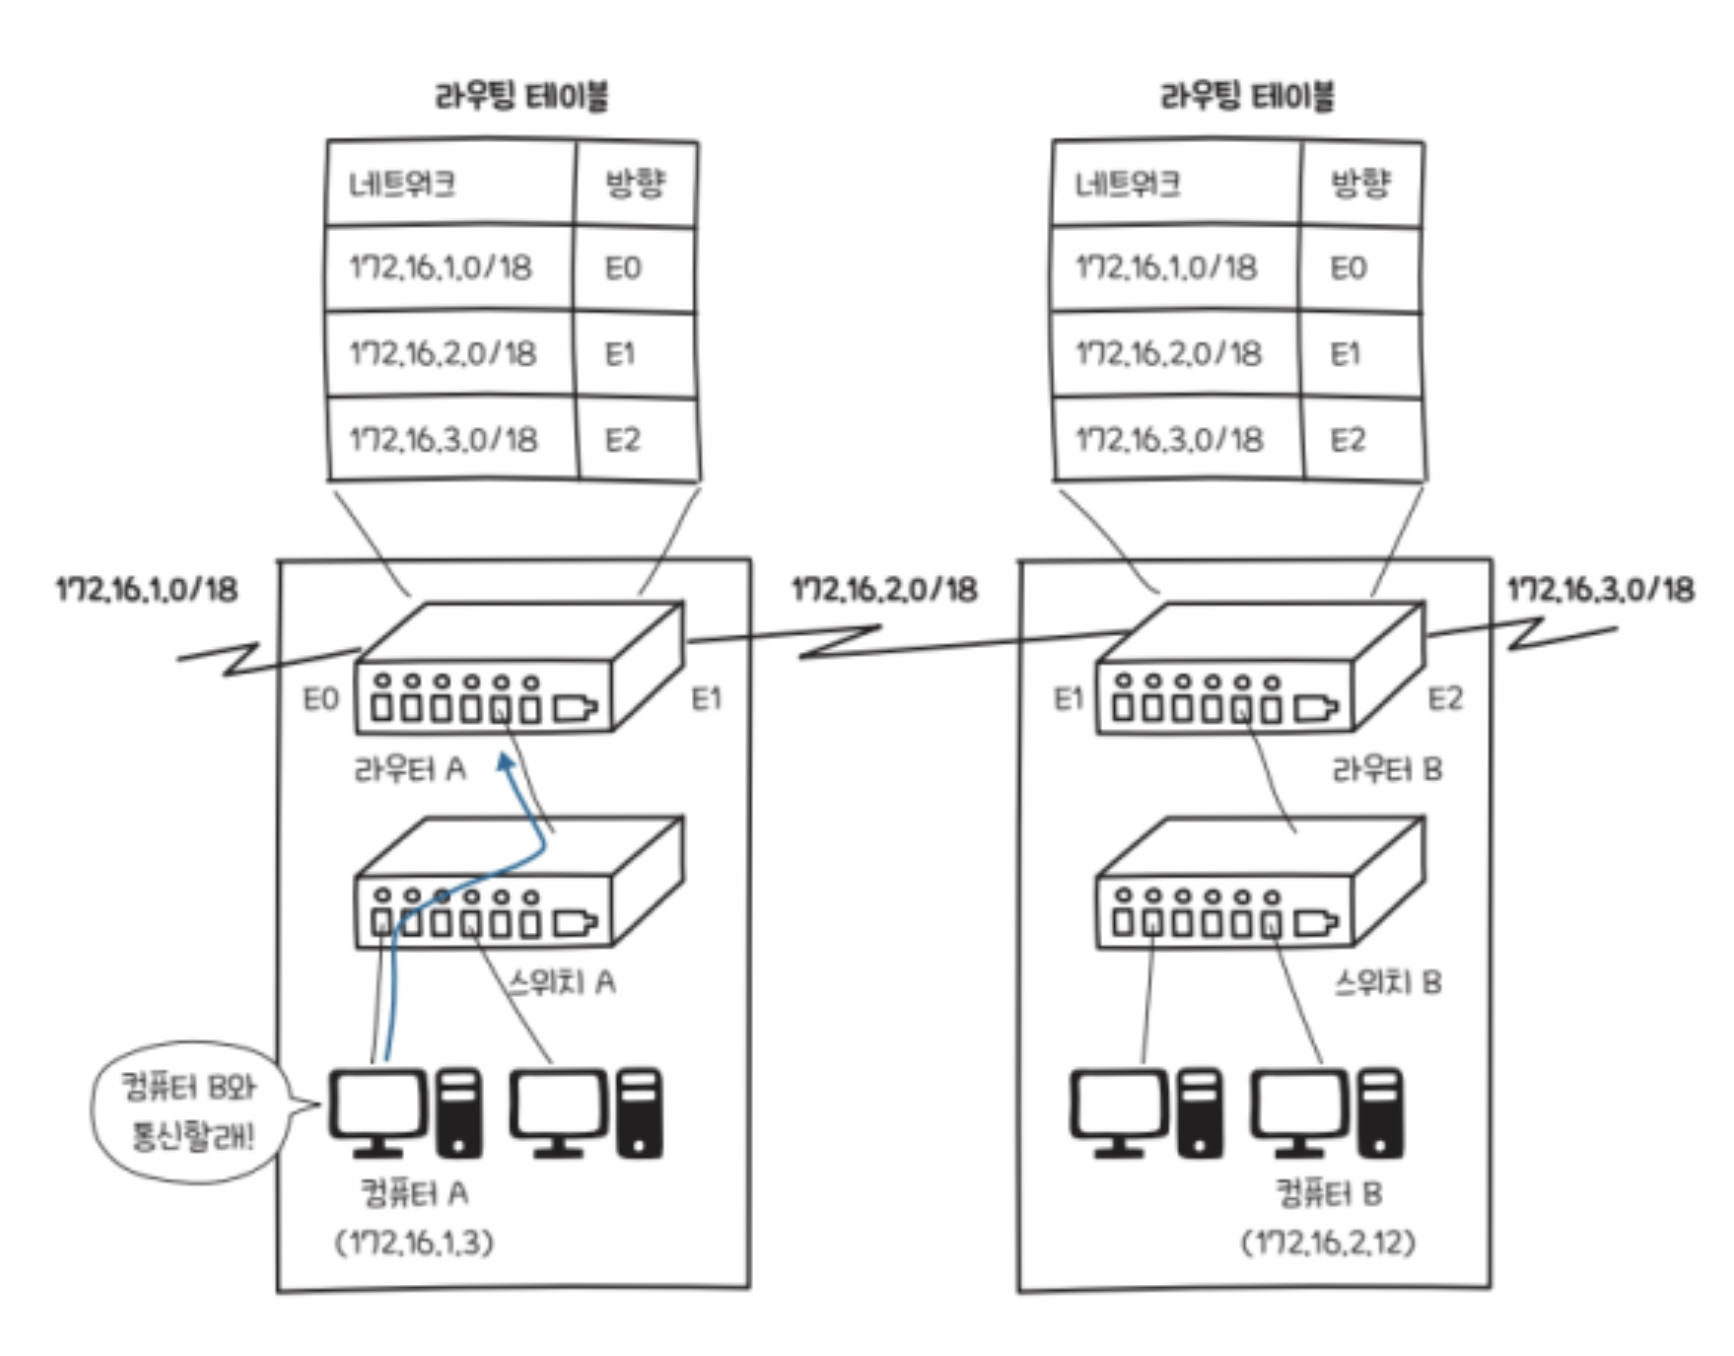 라우팅 테이블
네트워크 방향
172.16.1.0/18 E0
172.16.2.0/18 E1
172.16.3.0/18 E2
라우팅 테이블
네트워크 방향
172.16.1.0/18 E0
172.16.2.0/18 E1
172.16.3.0/18 E2
172.16.1.0/18
172.16.2.0/18
172.16.3.0/18
E0
E1
E1
E2
라우터 A
라우터 B
스위치 A
스위치 B
컴퓨터 B와
통신할래!
컴퓨터 A
(172.16.1.3)
컴퓨터 B
(172.16.2.12)